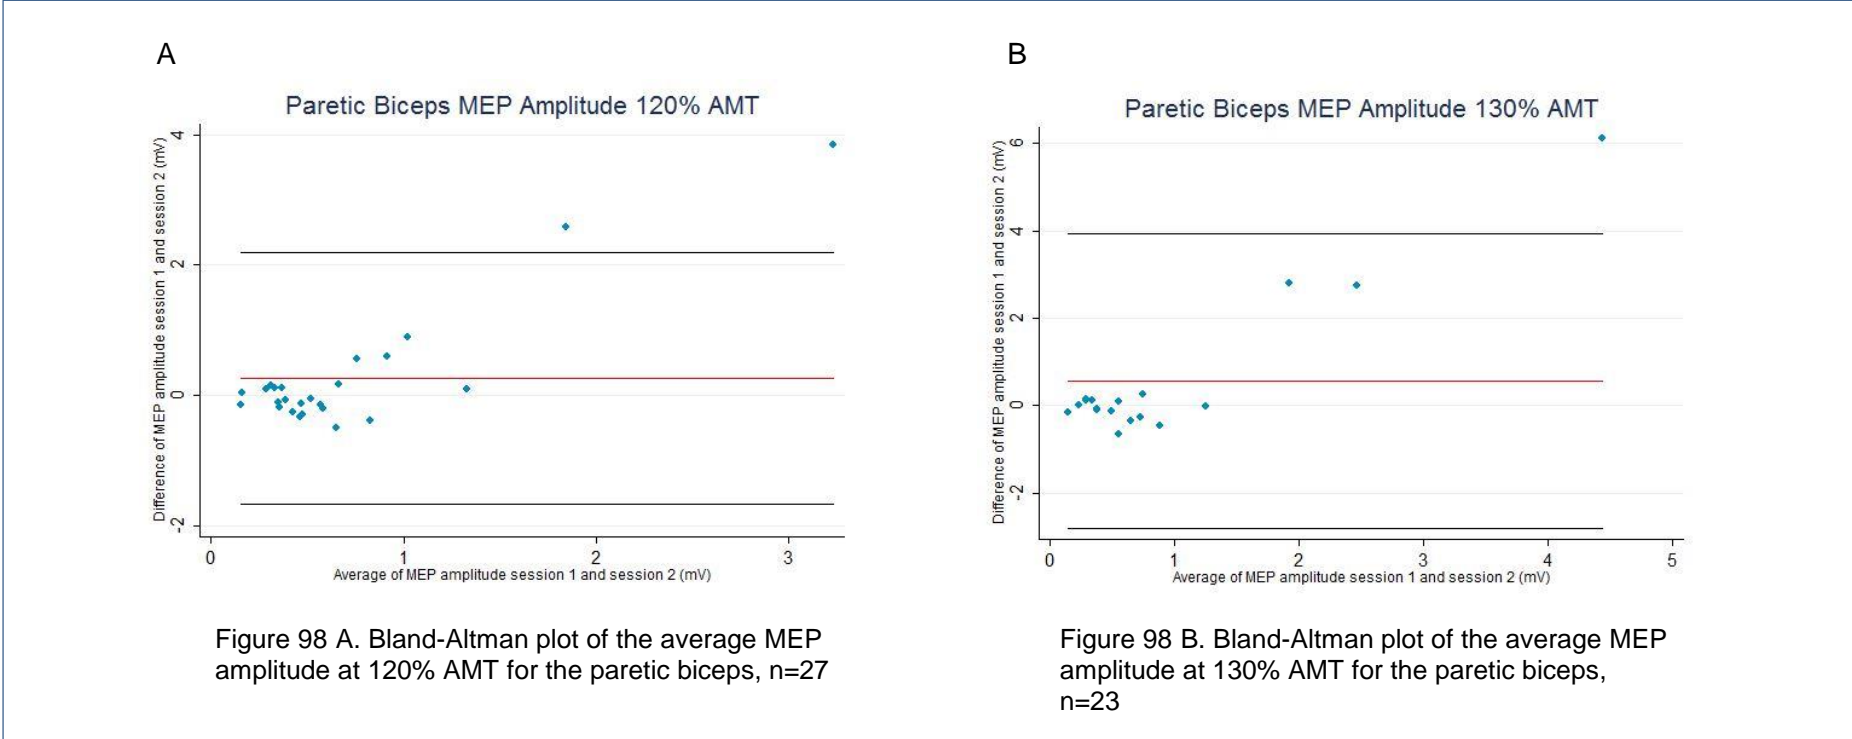 A
Paretic Biceps MEP Amplitude 120% AMT
Difference of MEP amplitude session 1 and session 2 (mV)
4
2
0
-2
0 1 2 3
Average of MEP amplitude session 1 and session 2 (mV)
Figure 98 A. Bland-Altman plot of the average MEP
amplitude at 120% AMT for the paretic biceps, n=27
B
Paretic Biceps MEP Amplitude 130% AMT
Difference of MEP amplitude session 1 and session 2 (mV)
6
4
2
0
-2
0 1 2 3 4 5
Average of MEP amplitude session 1 and session 2 (mV)
Figure 98 B. Bland-Altman plot of the average MEP
amplitude at 130% AMT for the paretic biceps,
n=23